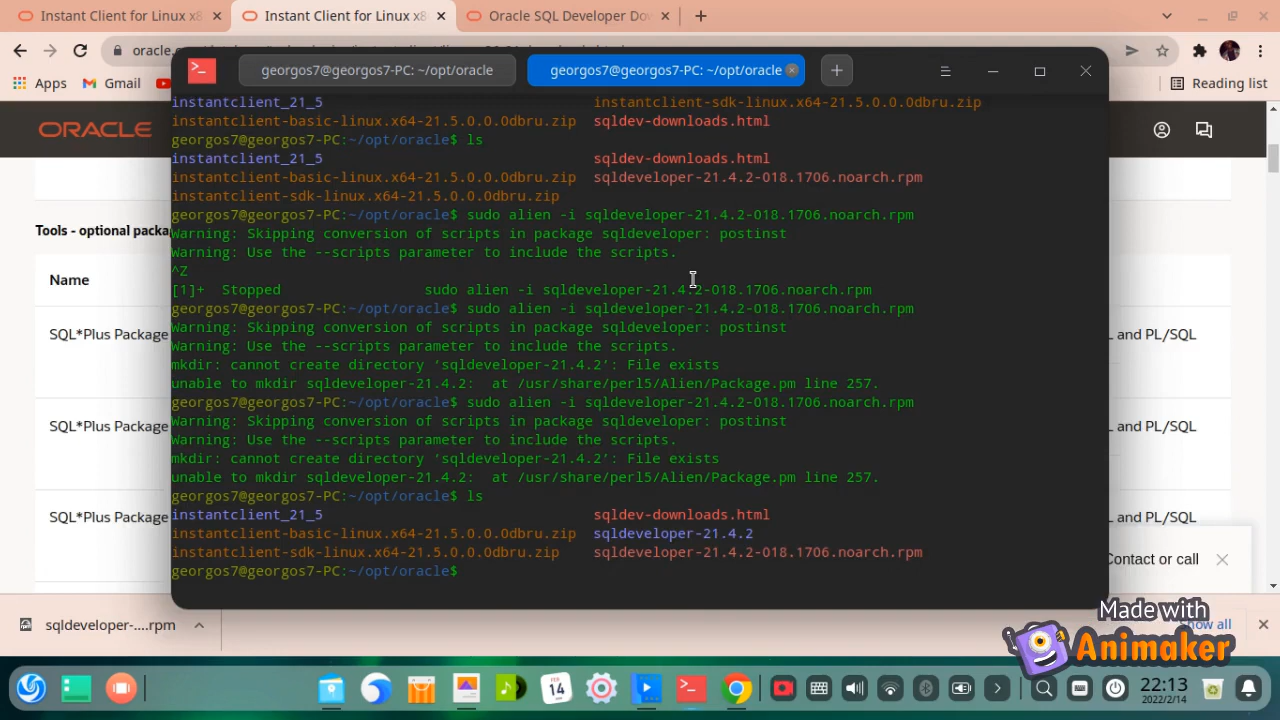 Instant Client for Linux x8
Instant Client for Linux x8
Oracle SQL Developer Do
Apps
Gmail
Reading list
georgos7@georgos7-PC: ~/opt/oracle
georgos7@georgos7-PC: ~/opt/oracle
ORACLE
Tools - optional packa
Name
SQL*Plus Package
and PL/SQL
SQL*Plus Package
and PL/SQL
SQL*Plus Package
and PL/SQL
instantclient_21_5 instantclient-sdk-linux.x64-21.5.0.0.0dbru.zip
instantclient-basic-linux.x64-21.5.0.0.0dbru.zip sqldev-downloads.html
georgos7@georgos7-PC:~/opt/oracle$ ls
instantclient_21_5 sqldev-downloads.html
instantclient-basic-linux.x64-21.5.0.0.0dbru.zip sqldeveloper-21.4.2-018.1706.noarch.rpm
instantclient-sdk-linux.x64-21.5.0.0.0dbru.zip
georgos7@georgos7-PC:~/opt/oracle$ sudo alien -i sqldeveloper-21.4.2-018.1706.noarch.rpm
Warning: Skipping conversion of scripts in package sqldeveloper: postinst
Warning: Use the --scripts parameter to include the scripts.
^Z
[1]+ Stopped sudo alien -i sqldeveloper-21.4.2-018.1706.noarch.rpm
georgos7@georgos7-PC:~/opt/oracle$ sudo alien -i sqldeveloper-21.4.2-018.1706.noarch.rpm
Warning: Skipping conversion of scripts in package sqldeveloper: postinst
Warning: Use the --scripts parameter to include the scripts.
mkdir: cannot create directory ‘sqldeveloper-21.4.2’: File exists
unable to mkdir sqldeveloper-21.4.2: at /usr/share/perl5/Alien/Package.pm line 257.
georgos7@georgos7-PC:~/opt/oracle$ sudo alien -i sqldeveloper-21.4.2-018.1706.noarch.rpm
Warning: Skipping conversion of scripts in package sqldeveloper: postinst
Warning: Use the --scripts parameter to include the scripts.
mkdir: cannot create directory ‘sqldeveloper-21.4.2’: File exists
unable to mkdir sqldeveloper-21.4.2: at /usr/share/perl5/Alien/Package.pm line 257.
georgos7@georgos7-PC:~/opt/oracle$ ls
instantclient_21_5 sqldev-downloads.html
instantclient-basic-linux.x64-21.5.0.0.0dbru.zip sqldeveloper-21.4.2
instantclient-sdk-linux.x64-21.5.0.0.0dbru.zip sqldeveloper-21.4.2-018.1706.noarch.rpm
georgos7@georgos7-PC:~/opt/oracle$
Contact or call
sqldeveloper-....rpm
Show all
Made with
Animaker
FEB
14
22:13
2022/2/14